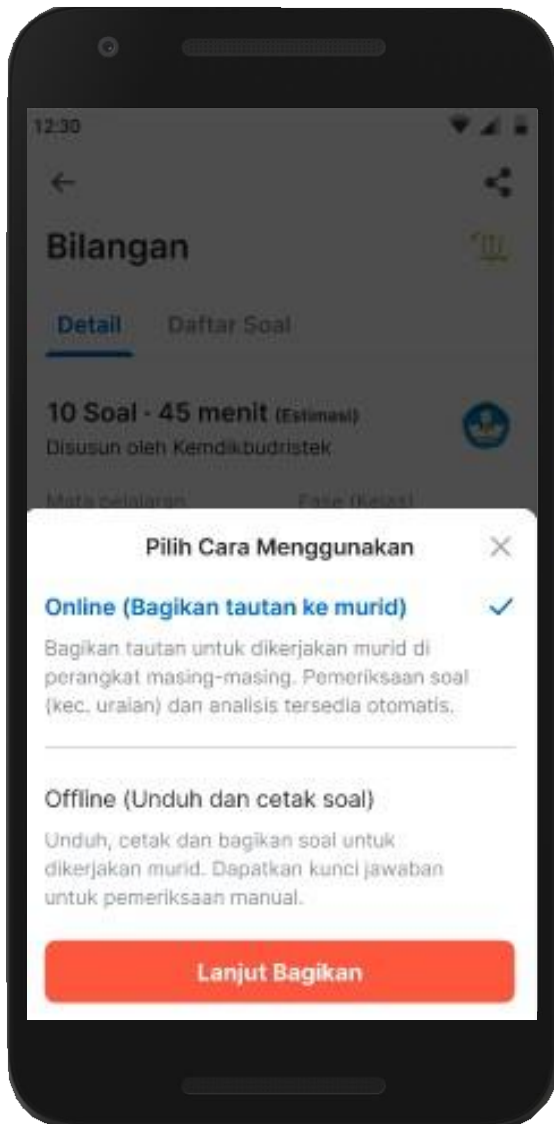 12:30
Bilangan
Detail Daftar Soal
10 Soal - 45 menit (Estimasi)
Disusun oleh Kemdikbudristek
Mata pelajaran Fase (Kelas)
Pilih Cara Menggunakan
Online (Bagikan tautan ke murid)
Bagikan tautan untuk dikerjakan murid di
perangkat masing-masing. Pemeriksaan soal
(kec. uraian) dan analisis tersedia otomatis.
Offline (Unduh dan cetak soal)
Unduh, cetak dan bagikan soal untuk
dikerjakan murid. Dapatkan kunci jawaban
untuk pemeriksaan manual.
Lanjut Bagikan